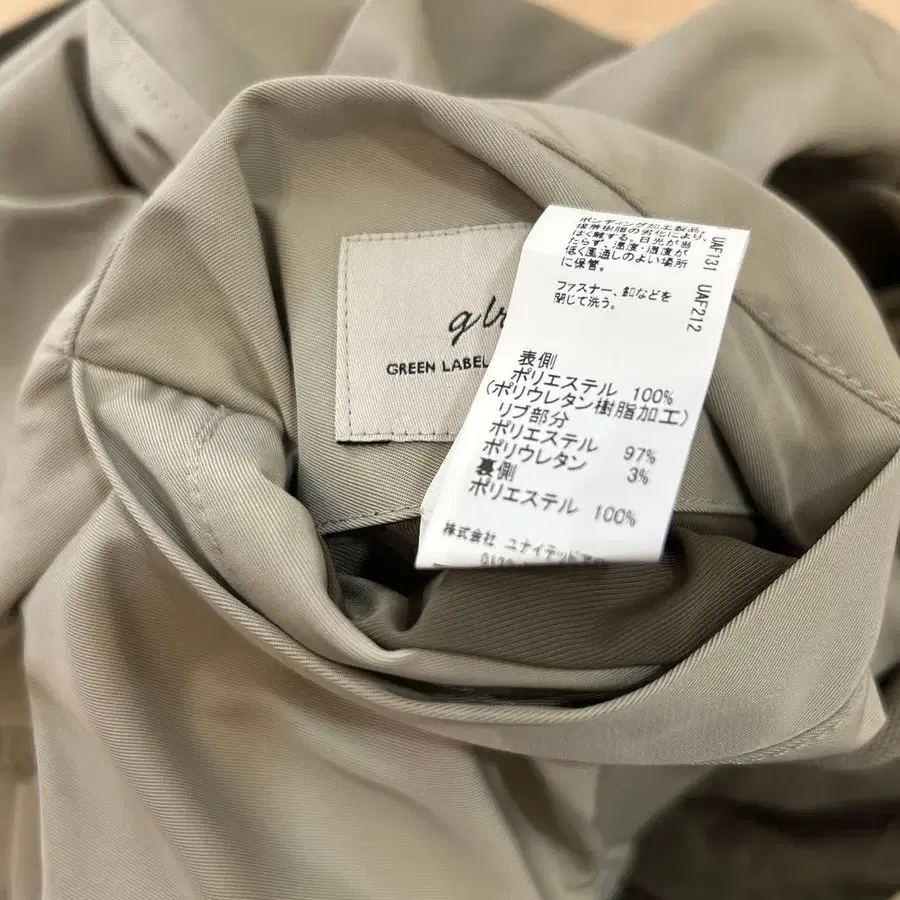 glr
GREEN LABEL
ボンディング加工製品。
接着樹脂の劣化により、
はく離する。日光が当
たらず、温度・湿度が
低く風通しのよい場所
に保管。
ファスナー、釦などを
閉じて洗う。
UAF131 UAF212
表側
ポリエステル 100%
(ポリウレタン樹脂加工)
リブ部分
ポリエステル 97%
ポリウレタン 3%
裏側
ポリエステル 100%
株式会社 ユナイテッド